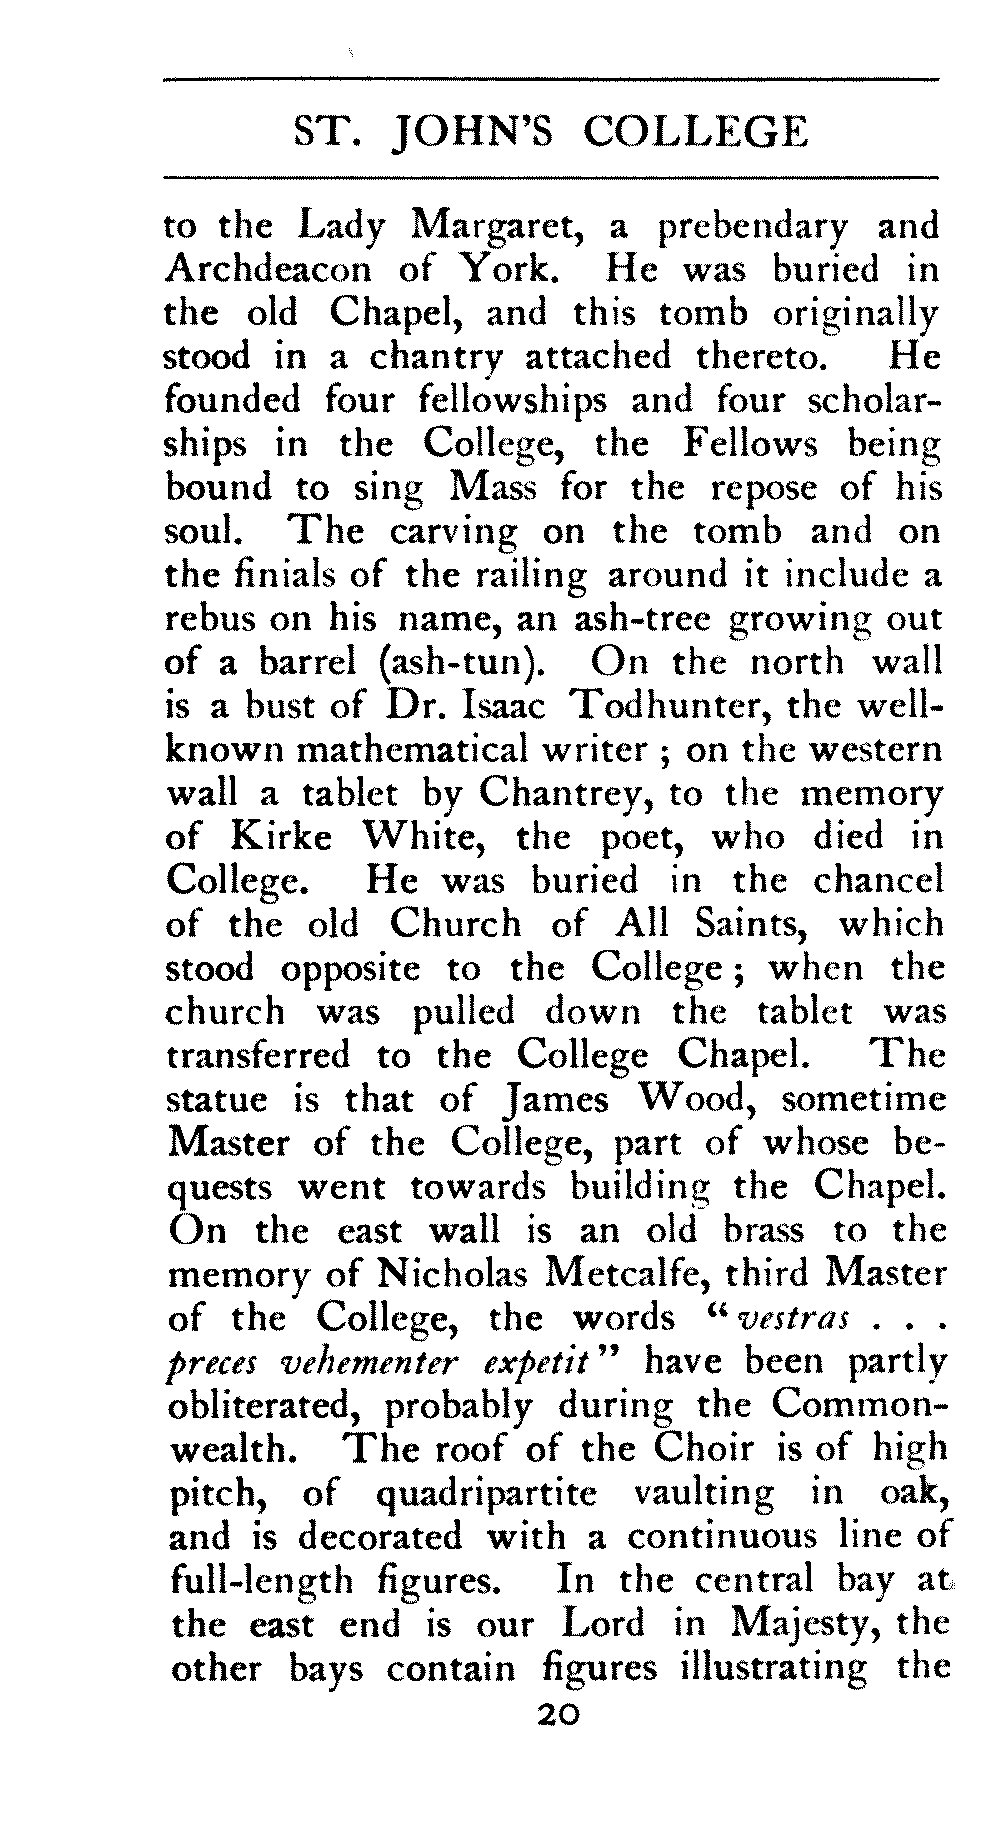 ST. JOHN'S COLLEGE
to the Lady Margaret, a prebendary and
Archdeacon of York. He was buried in
the old Chapel, and this tomb originally
stood in a chantry attached thereto. He
founded four fellowships and four scholar-
ships in the College, the Fellows being
bound to sing Mass for the repose of his
soul. The carving on the tomb and on
the finials of the railing around it include a
rebus on his name, an ash-tree growing out
of a barrel (ash-tun). On the north wall
is a bust of Dr. Isaac Todhunter, the well-
known mathematical writer ; on the western
wall a tablet by Chantrey, to the memory
of Kirke White, the poet, who died in
College. He was buried in the chancel
of the old Church of All Saints, which
stood opposite to the College ; when the
church was pulled down the tablet was
transferred to the College Chapel. The
statue is that of James Wood, sometime
Master of the College, part of whose be-
quests went towards building the Chapel.
On the east wall is an old brass to the
memory of Nicholas Metcalfe, third Master
of the College, the words “vestras . . .
preces vehementer expetit” have been partly
obliterated, probably during the Common-
wealth. The roof of the Choir is of high
pitch, of quadripartite vaulting in oak,
and is decorated with a continuous line of
full-length figures. In the central bay at
the east end is our Lord in Majesty, the
other bays contain figures illustrating the
20